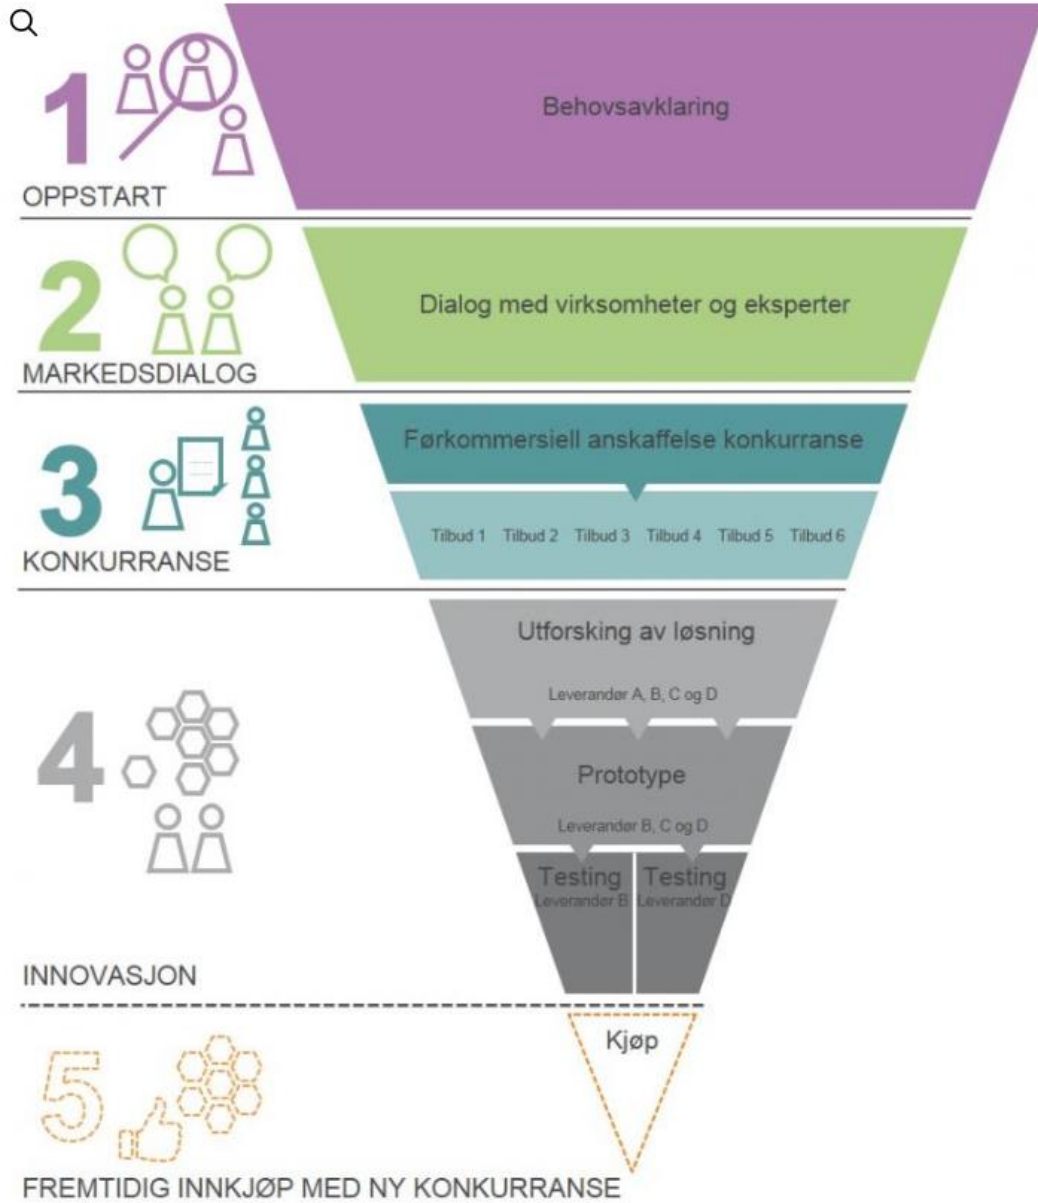 1
OPPSTART
Behovsavklaring
2
MARKEDSDIALOG
Dialog med virksomheter og eksperter
3
KONKURRANSE
Førkommersiell anskaffelse konkurranse
Tilbud 1 Tilbud 2 Tilbud 3 Tilbud 4 Tilbud 5 Tilbud 6
4
INNOVASJON
Utforsking av løsning
Leverandør A, B, C og D
Prototype
Leverandør B, C og D
Testing Testing
Leverandør B Leverandør D
5
Kjøp
FREMTIDIG INNKJØP MED NY KONKURRANSE